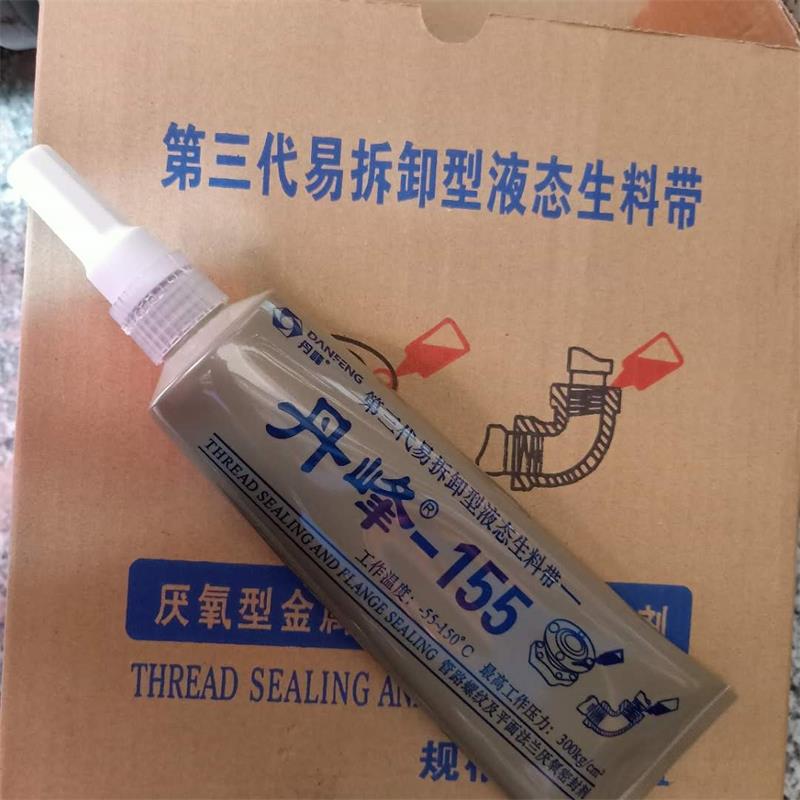 第三代易拆卸型液态生料带
DANFENG
丹峰®
第三代易拆卸型液态生料带
丹峰®-155
THREAD SEALING AND FLANGE SEALING
工作温度：-55-150°C 最高工作压力：300kg/cm²
管路螺纹及平面法兰厌氧密封剂
厌氧型金属 剂
THREAD SEALING AN
规格